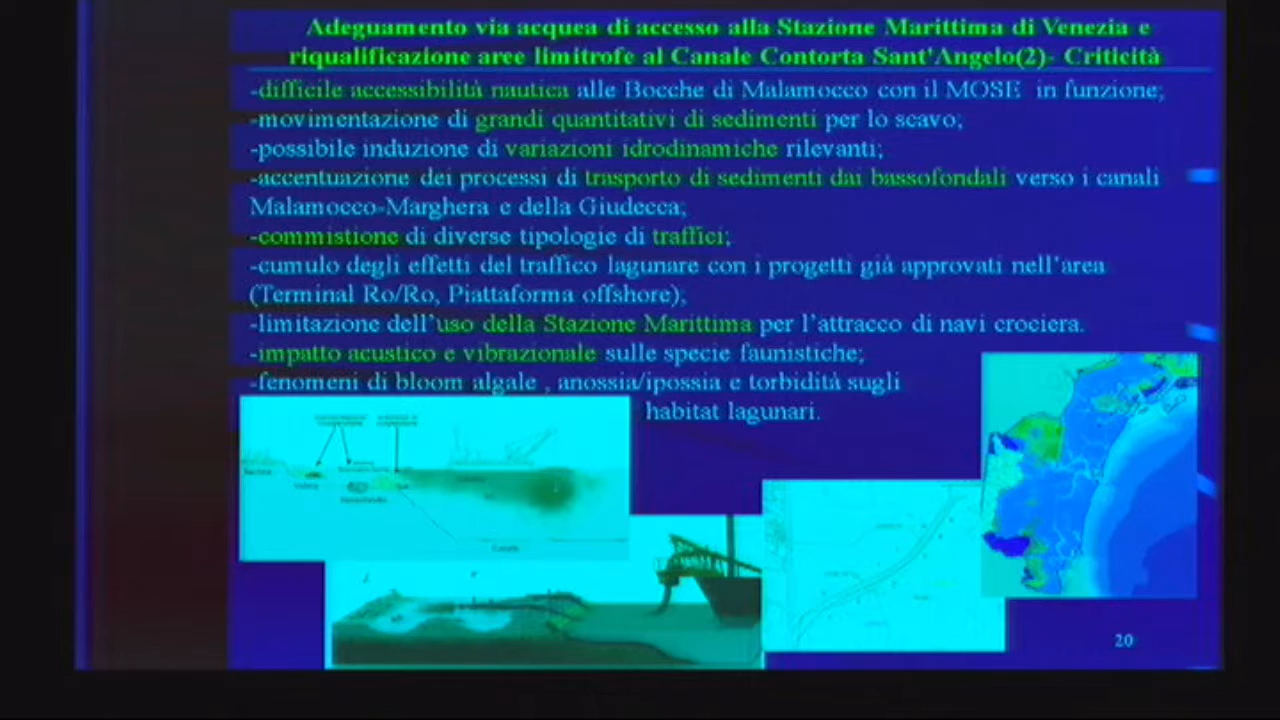 Adeguamento via acquea di accesso alla Stazione Marittima di Venezia e
riqualificazione aree limitrofe al Canale Contorta Sant'Angelo(2)- Criticità
-difficile accessibilità nautica alle Bocche di Malamocco con il MOSE in funzione;
-movimentazione di grandi quantitativi di sedimenti per lo scavo;
-possibile induzione di variazioni idrodinamiche rilevanti;
-accentuazione dei processi di trasporto di sedimenti dai bassofondali verso i canali
Malamocco-Marghera e della Giudecca;
-commistione di diverse tipologie di traffici;
-cumulo degli effetti del traffico lagunare con i progetti già approvati nell'area
(Terminal Ro/Ro, Piattaforma offshore);
-limitazione dell'uso della Stazione Marittima per l'attracco di navi crociera.
-impatto acustico e vibrazionale sulle specie faunistiche;
-fenomeni di bloom algale , anossia/ipossia e torbidità sugli
habitat lagunari.
Canale
20